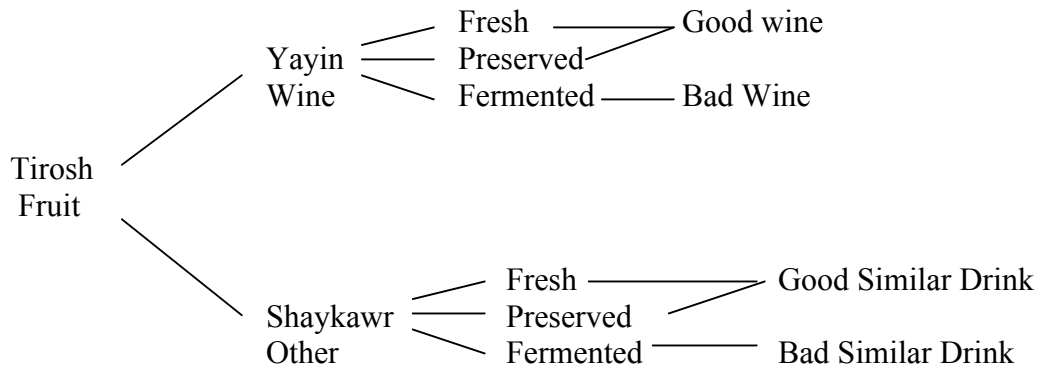 Fresh Good wine
Yayin Preserved
Wine Fermented Bad Wine
Tirosh
Fruit
Fresh Good Similar Drink
Shaykawr Preserved
Other Fermented Bad Similar Drink